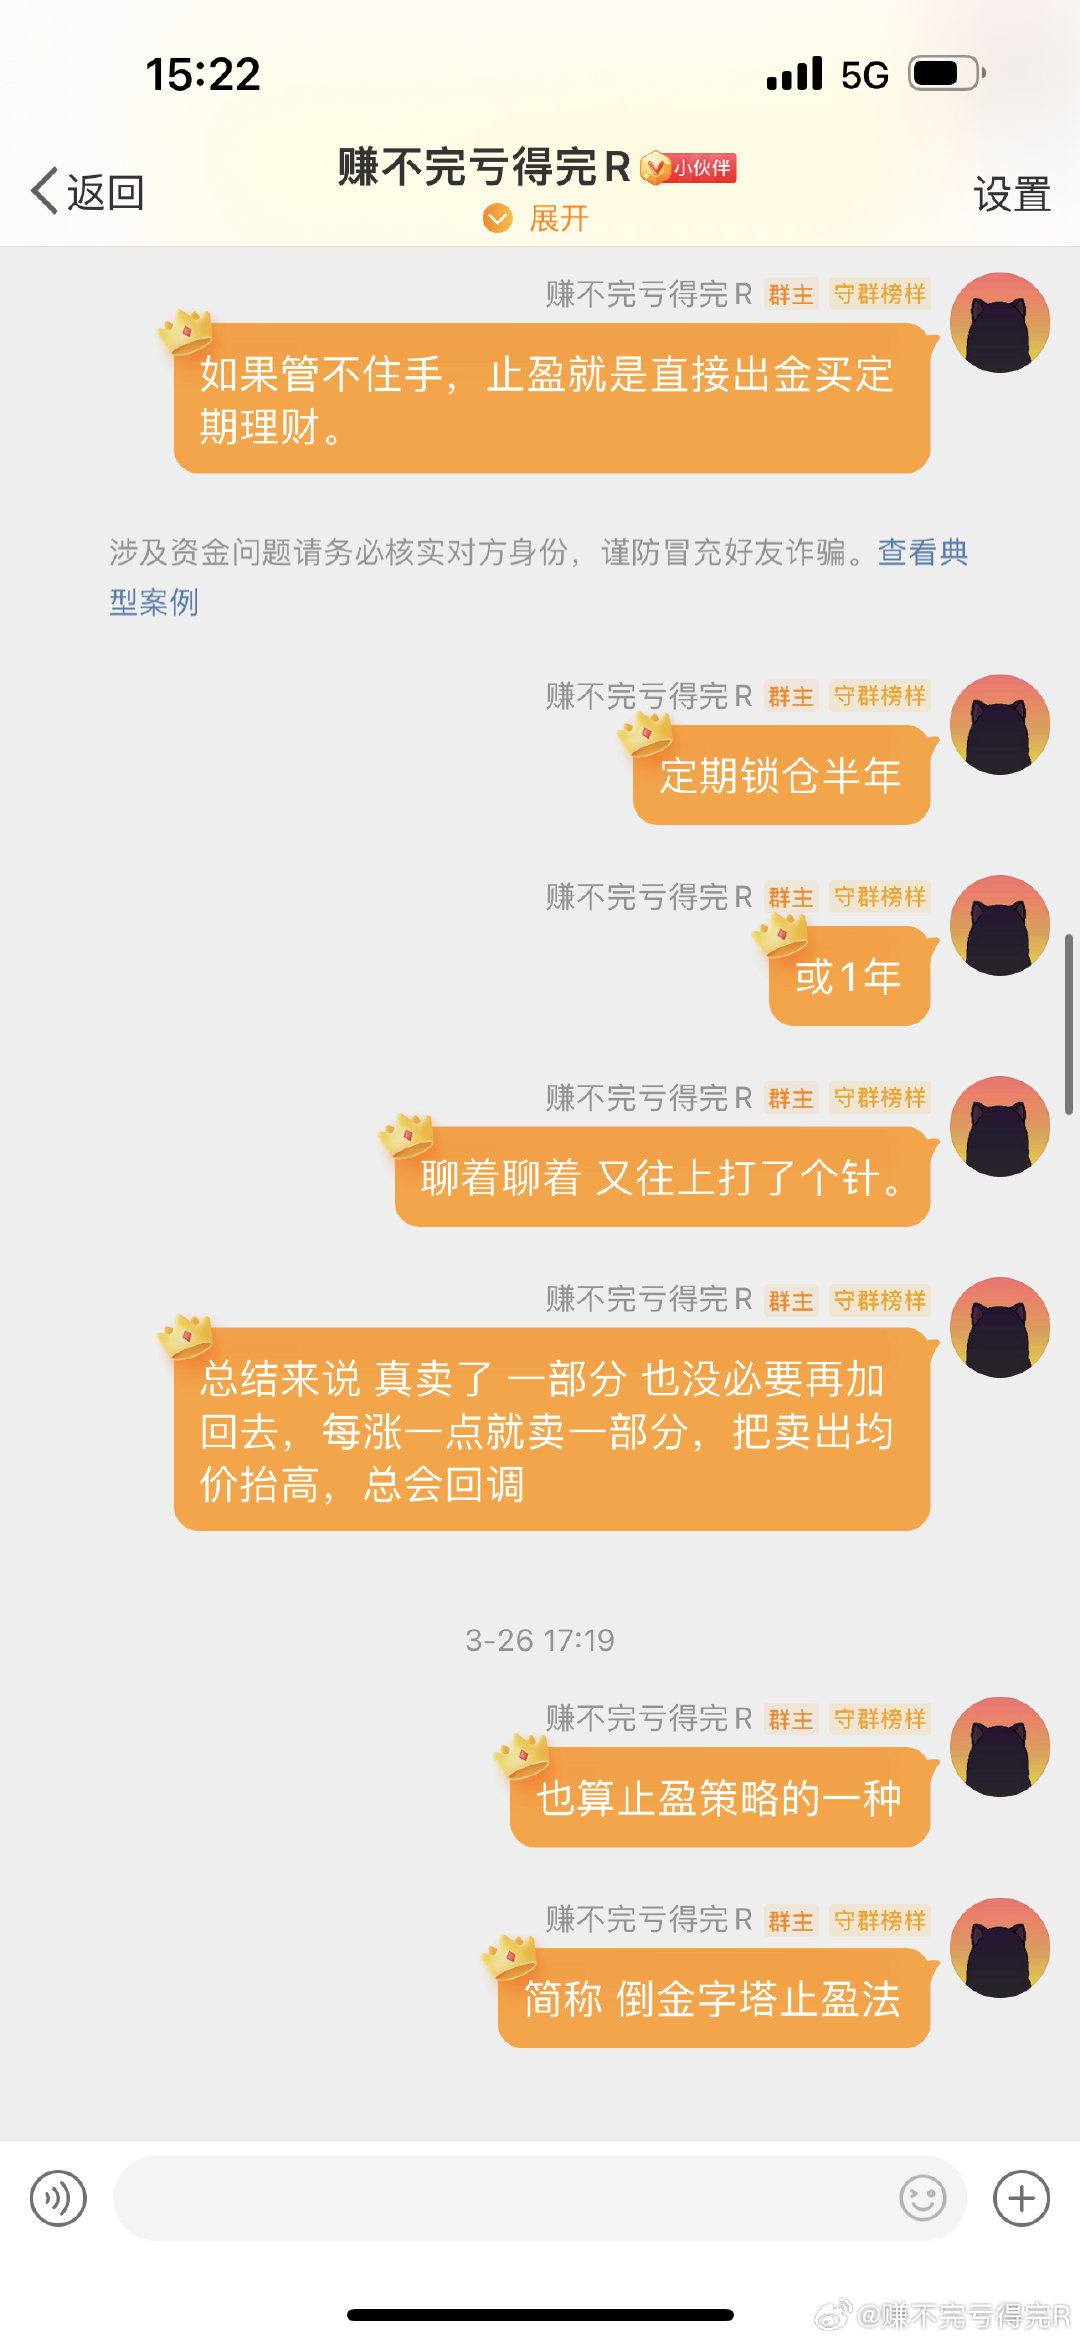 15:22
5G
返回
赚不完亏得完R
小伙伴
展开
设置
赚不完亏得完R 群主 守群榜样
如果管不住手，止盈就是直接出金买定
期理财。
涉及资金问题请务必核实对方身份，谨防冒充好友诈骗。查看典
型案例
赚不完亏得完R 群主 守群榜样
定期锁仓半年
赚不完亏得完R 群主 守群榜样
或1年
赚不完亏得完R 群主 守群榜样
聊着聊着 又往上打了个针。
赚不完亏得完R 群主 守群榜样
总结来说 真卖了 一部分 也没必要再加
回去，每涨一点就卖一部分，把卖出均
价抬高，总会回调
3-26 17:19
赚不完亏得完R 群主 守群榜样
也算止盈策略的一种
赚不完亏得完R 群主 守群榜样
简称 倒金字塔止盈法
@赚不完亏得完R